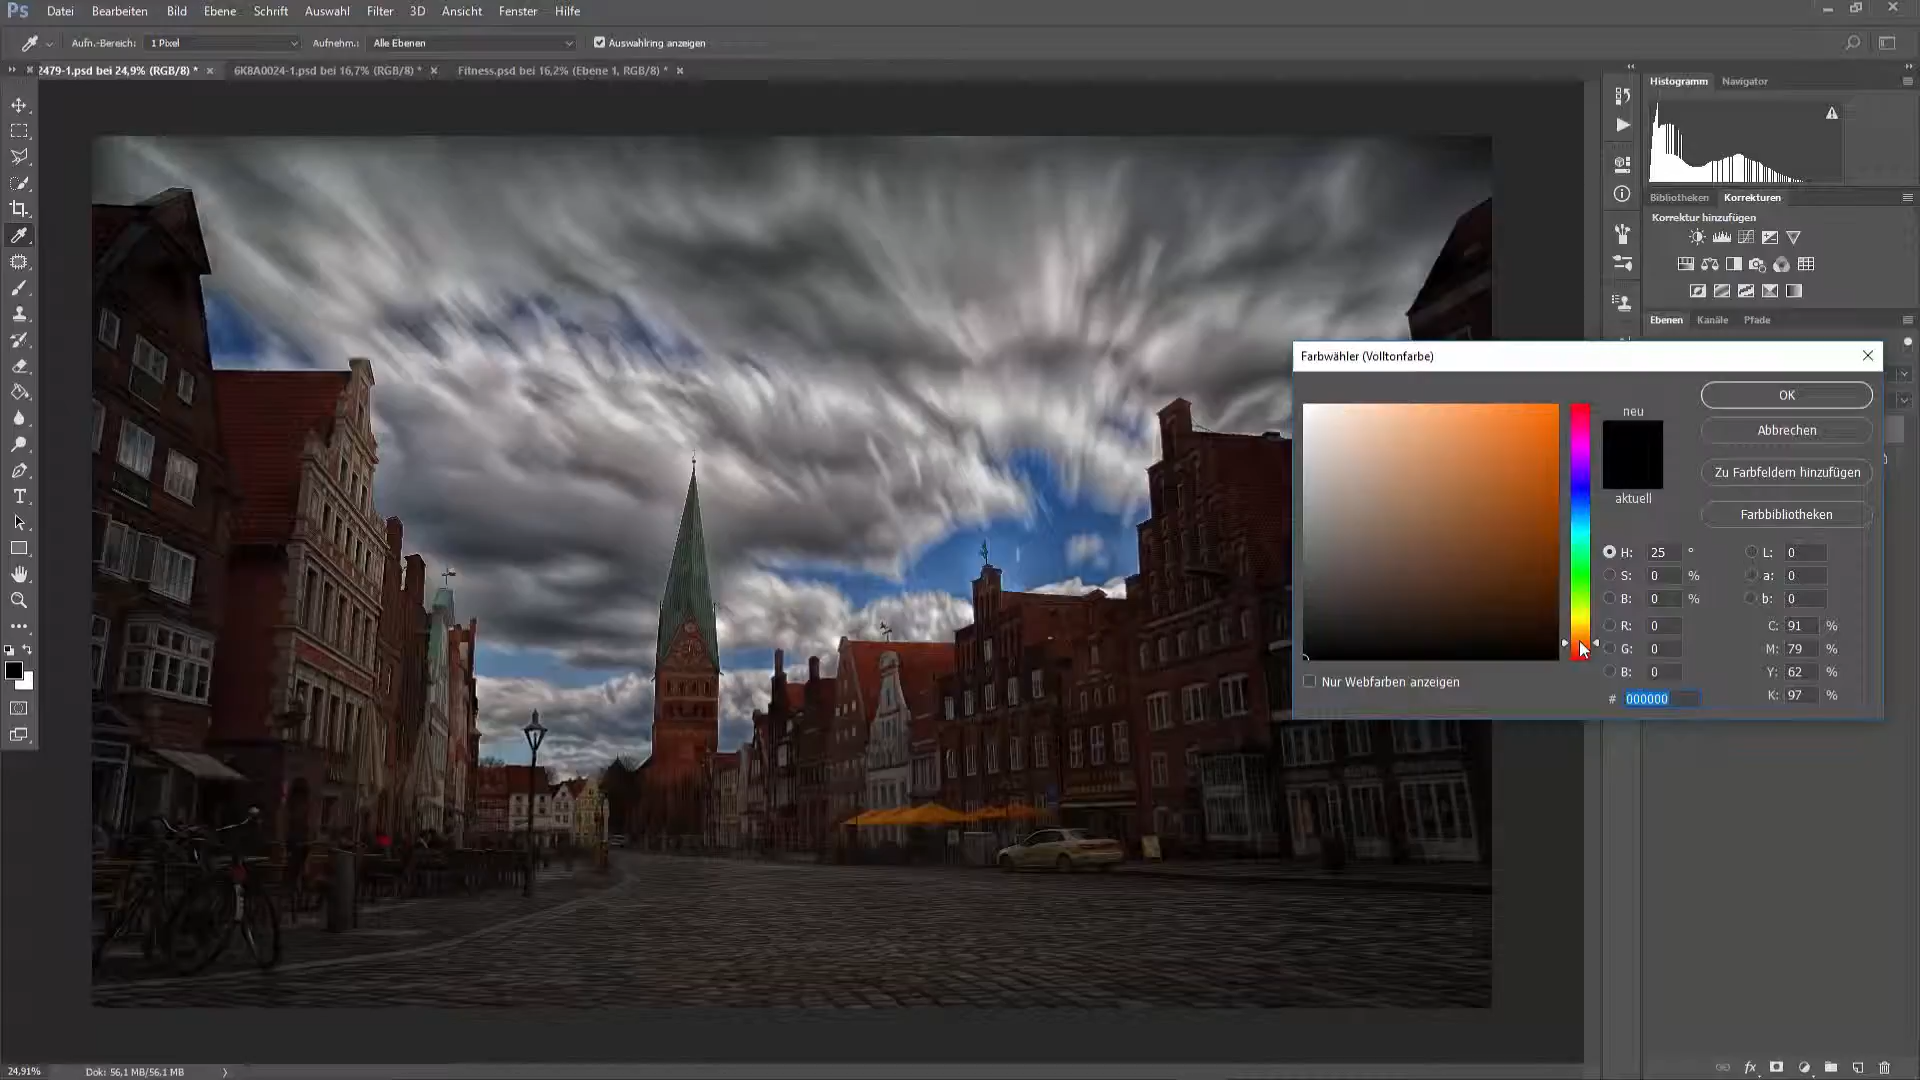 Ps Datei Bearbeiten Bild Ebene Schrift Auswahl Filter 3D Ansicht Fenster Hilfe
Aufn.-Bereich: 1 Pixel Aufnehm.: Alle Ebenen Auswahlring anzeigen
2479-1.psd bei 24,9% (RGB/8) * 6K8A0024-1.psd bei 16,7% (RGB/8) * Fitness.psd bei 16,2% (Ebene 1, RGB/8) *
Histogramm Navigator
Bibliotheken Korrekturen
Korrektur hinzufügen
Ebenen Kanäle Pfade
Farbwähler (Volltonfarbe)
neu
aktuell
OK
Abbrechen
Zu Farbfeldern hinzufügen
Farbbibliotheken
H: 25 ° L: 0
S: 0 % a: 0
B: 0 % b: 0
R: 0 C: 91 %
G: 0 M: 79 %
B: 0 Y: 62 %
# 000000 K: 97 %
Nur Webfarben anzeigen
T
fx
24,91% Dok: 56,1 MB/56,1 MB